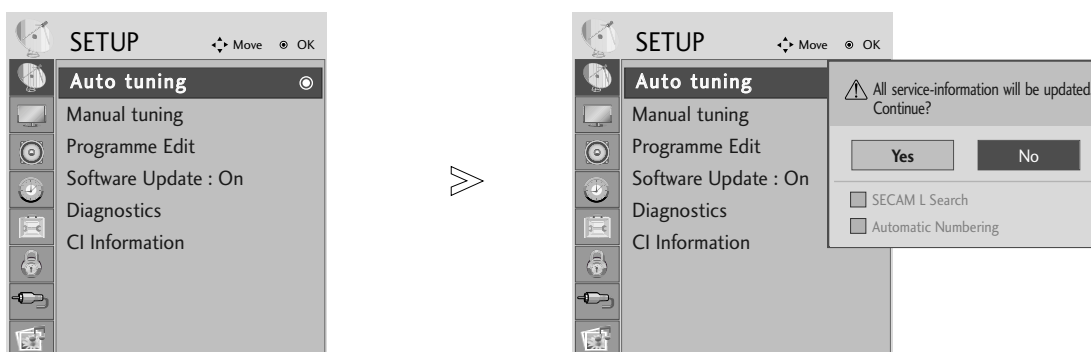 SETUP
Move OK
Auto tuning
Manual tuning
Programme Edit
Software Update : On
Diagnostics
CI Information
SETUP
Move OK
Auto tuning
Manual tuning
Programme Edit
Software Update : On
Diagnostics
CI Information
All service-information will be updated.
Continue?
Yes No
SECAM L Search
Automatic Numbering